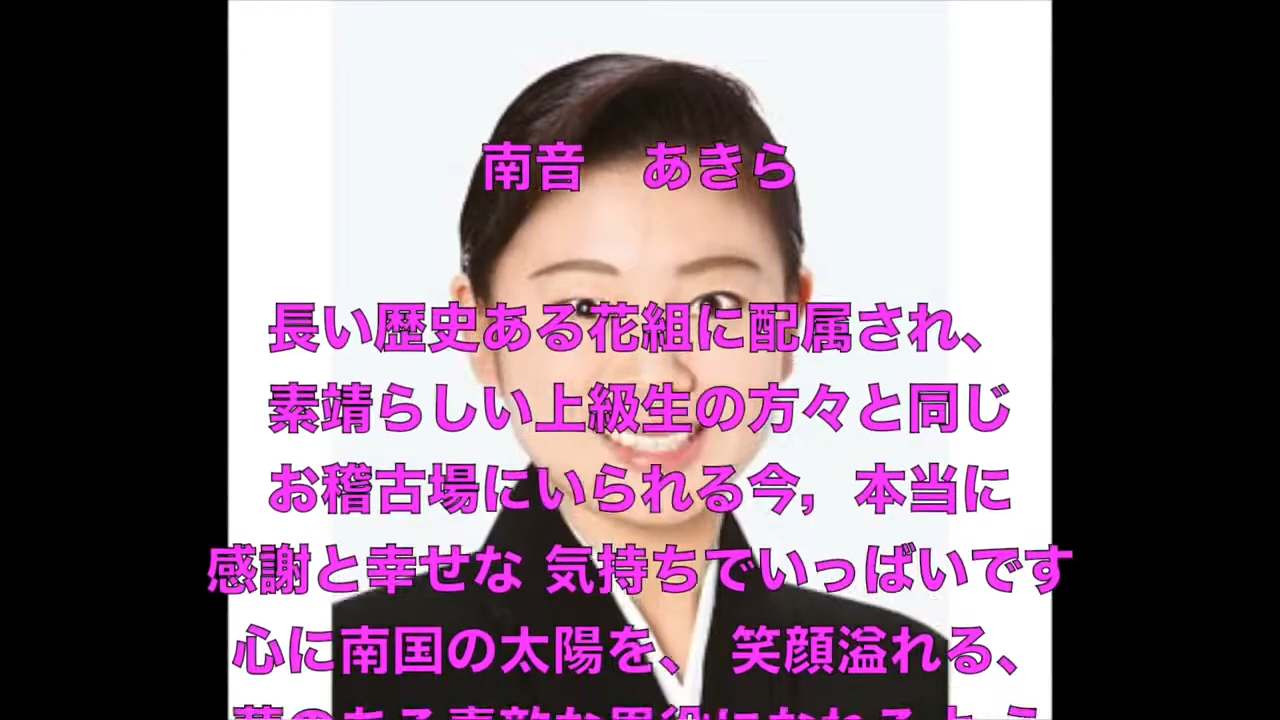 南音　あきら
長い歴史ある花組に配属され、
素晴らしい上級生の方々と同じ
お稽古場にいられる今，本当に
感謝と幸せな 気持ちでいっぱいです
心に南国の太陽を、 笑顔溢れる、